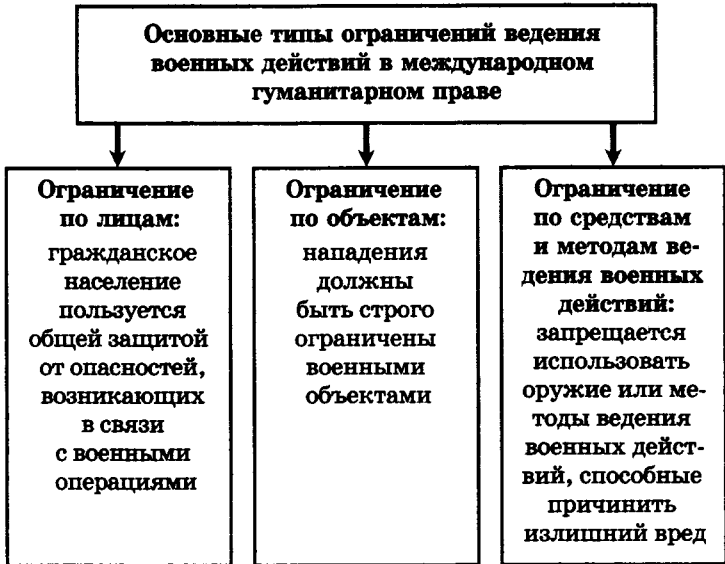 Основные типы ограничений ведения
военных действий в международном
гуманитарном праве
Ограничение
по лицам:
гражданское
население
пользуется
общей защитой
от опасностей,
возникающих
в связи
с военными
операциями
Ограничение
по объектам:
нападения
должны
быть строго
ограничены
военными
объектами
Ограничение
по средствам
и методам ве-
дения военных
действий:
запрещается
использовать
оружие или ме-
тоды ведения
военных дейст-
вий, способные
причинить
излишний вред